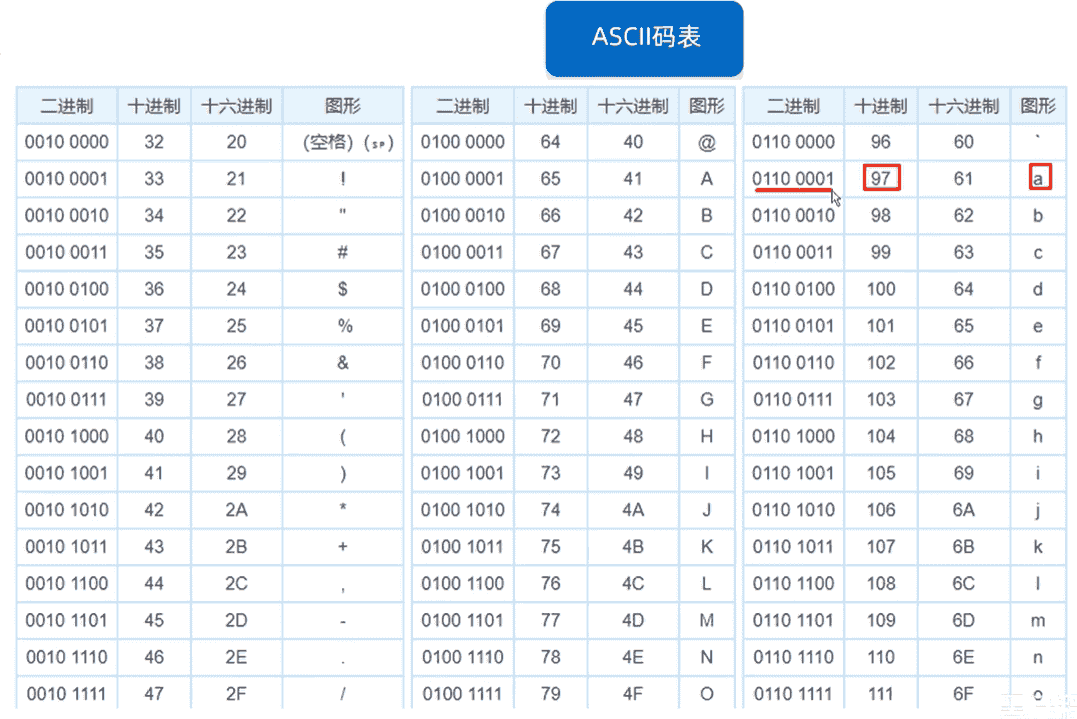 ASCII码表
二进制 十进制 十六进制 图形 二进制 十进制 十六进制 图形 二进制 十进制 十六进制 图形
0010 0000 32 20 (空格) (sp) 0100 0000 64 40 @ 0110 0000 96 60 `
0010 0001 33 21 ! 0100 0001 65 41 A 0110 0001 97 61 a
0010 0010 34 22 " 0100 0010 66 42 B 0110 0010 98 62 b
0010 0011 35 23 # 0100 0011 67 43 C 0110 0011 99 63 c
0010 0100 36 24 $ 0100 0100 68 44 D 0110 0100 100 64 d
0010 0101 37 25 % 0100 0101 69 45 E 0110 0101 101 65 e
0010 0110 38 26 & 0100 0110 70 46 F 0110 0110 102 66 f
0010 0111 39 27 ' 0100 0111 71 47 G 0110 0111 103 67 g
0010 1000 40 28 ( 0100 1000 72 48 H 0110 1000 104 68 h
0010 1001 41 29 ) 0100 1001 73 49 I 0110 1001 105 69 i
0010 1010 42 2A * 0100 1010 74 4A J 0110 1010 106 6A j
0010 1011 43 2B + 0100 1011 75 4B K 0110 1011 107 6B k
0010 1100 44 2C , 0100 1100 76 4C L 0110 1100 108 6C l
0010 1101 45 2D - 0100 1101 77 4D M 0110 1101 109 6D m
0010 1110 46 2E . 0100 1110 78 4E N 0110 1110 110 6E n
0010 1111 47 2F / 0100 1111 79 4F O 0110 1111 111 6F o